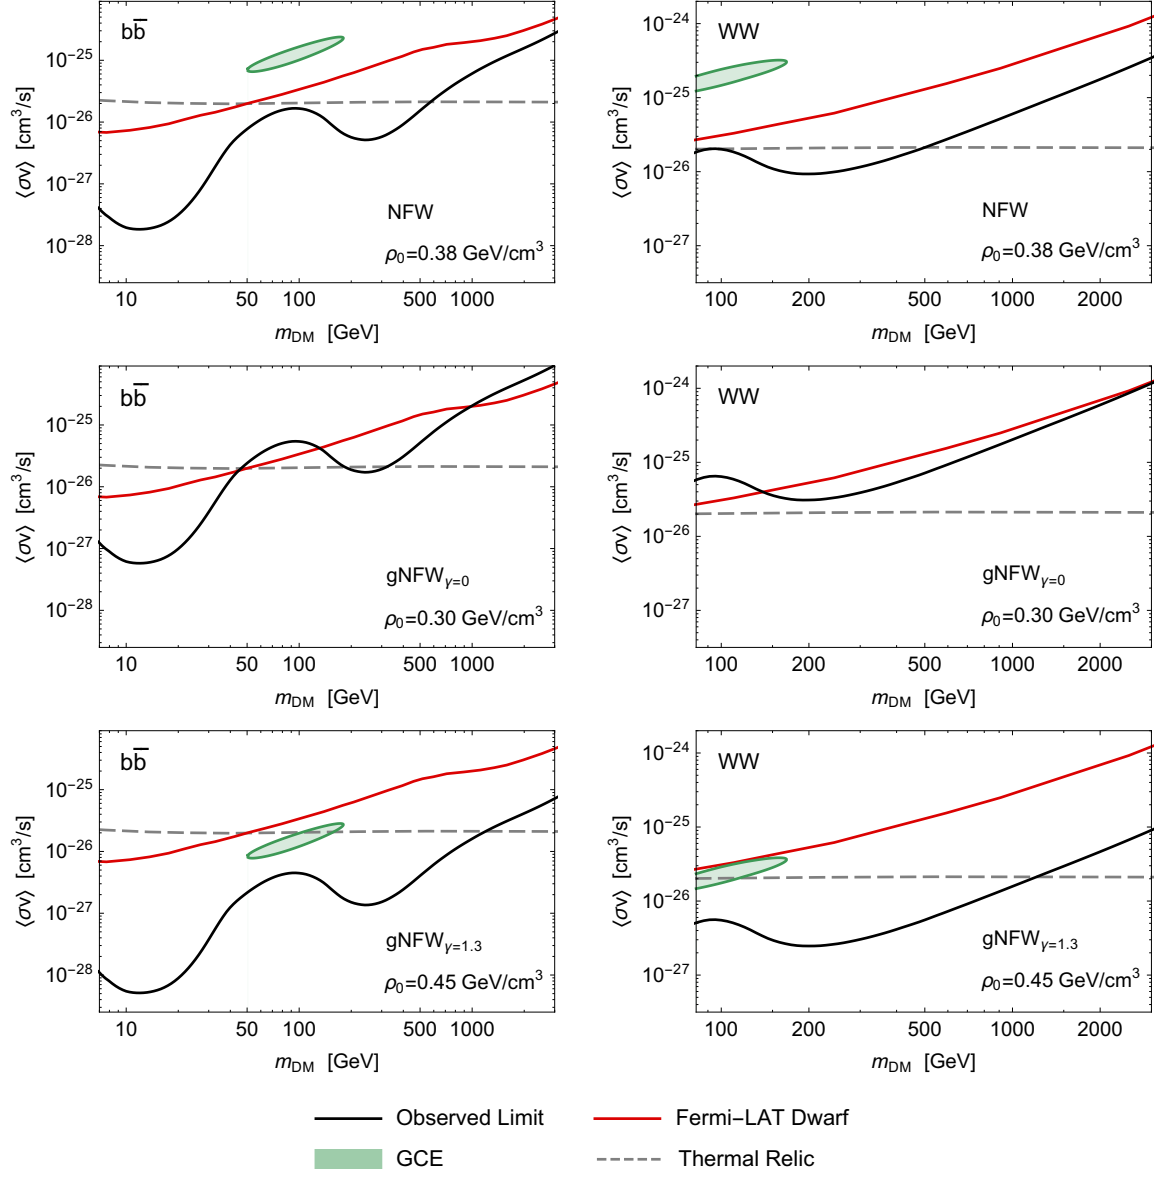 bb̅ WW
⟨σv⟩ [cm³/s] 10⁻²⁵ 10⁻²⁶ 10⁻²⁷ 10⁻²⁸
NFW
ρ₀=0.38 GeV/cm³
10 50 100 500 1000
m_DM [GeV]
⟨σv⟩ [cm³/s] 10⁻²⁴ 10⁻²⁵ 10⁻²⁶ 10⁻²⁷
NFW
ρ₀=0.38 GeV/cm³
100 200 500 1000 2000
m_DM [GeV]
bb̅ WW
⟨σv⟩ [cm³/s] 10⁻²⁵ 10⁻²⁶ 10⁻²⁷ 10⁻²⁸
gNFW_γ=0
ρ₀=0.30 GeV/cm³
10 50 100 500 1000
m_DM [GeV]
⟨σv⟩ [cm³/s] 10⁻²⁴ 10⁻²⁵ 10⁻²⁶ 10⁻²⁷
gNFW_γ=0
ρ₀=0.30 GeV/cm³
100 200 500 1000 2000
m_DM [GeV]
bb̅ WW
⟨σv⟩ [cm³/s] 10⁻²⁵ 10⁻²⁶ 10⁻²⁷ 10⁻²⁸
gNFW_γ=1.3
ρ₀=0.45 GeV/cm³
10 50 100 500 1000
m_DM [GeV]
⟨σv⟩ [cm³/s] 10⁻²⁴ 10⁻²⁵ 10⁻²⁶ 10⁻²⁷
gNFW_γ=1.3
ρ₀=0.45 GeV/cm³
100 200 500 1000 2000
m_DM [GeV]
Observed Limit Fermi–LAT Dwarf
GCE Thermal Relic